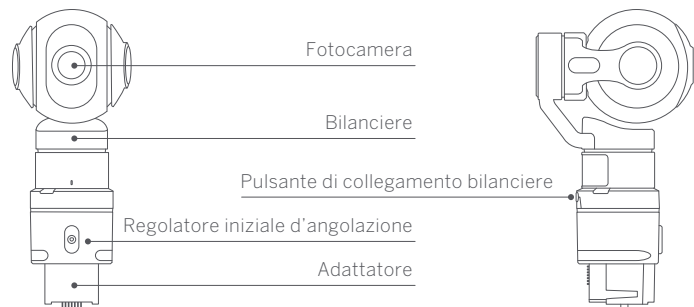 Fotocamera
Bilanciere
Pulsante di collegamento bilanciere
Regolatore iniziale d'angolazione
Adattatore